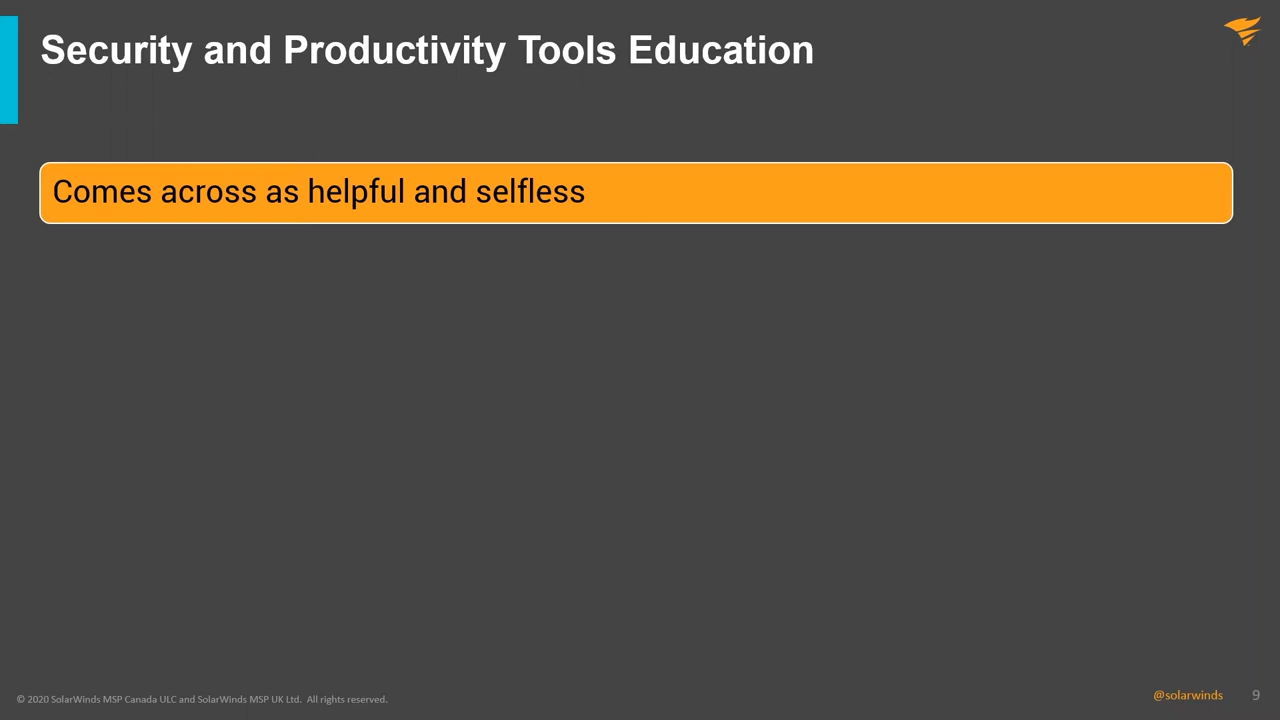 Security and Productivity Tools Education
Comes across as helpful and selfless
© 2020 SolarWinds MSP Canada ULC and SolarWinds MSP UK Ltd. All rights reserved.
@solarwinds
9